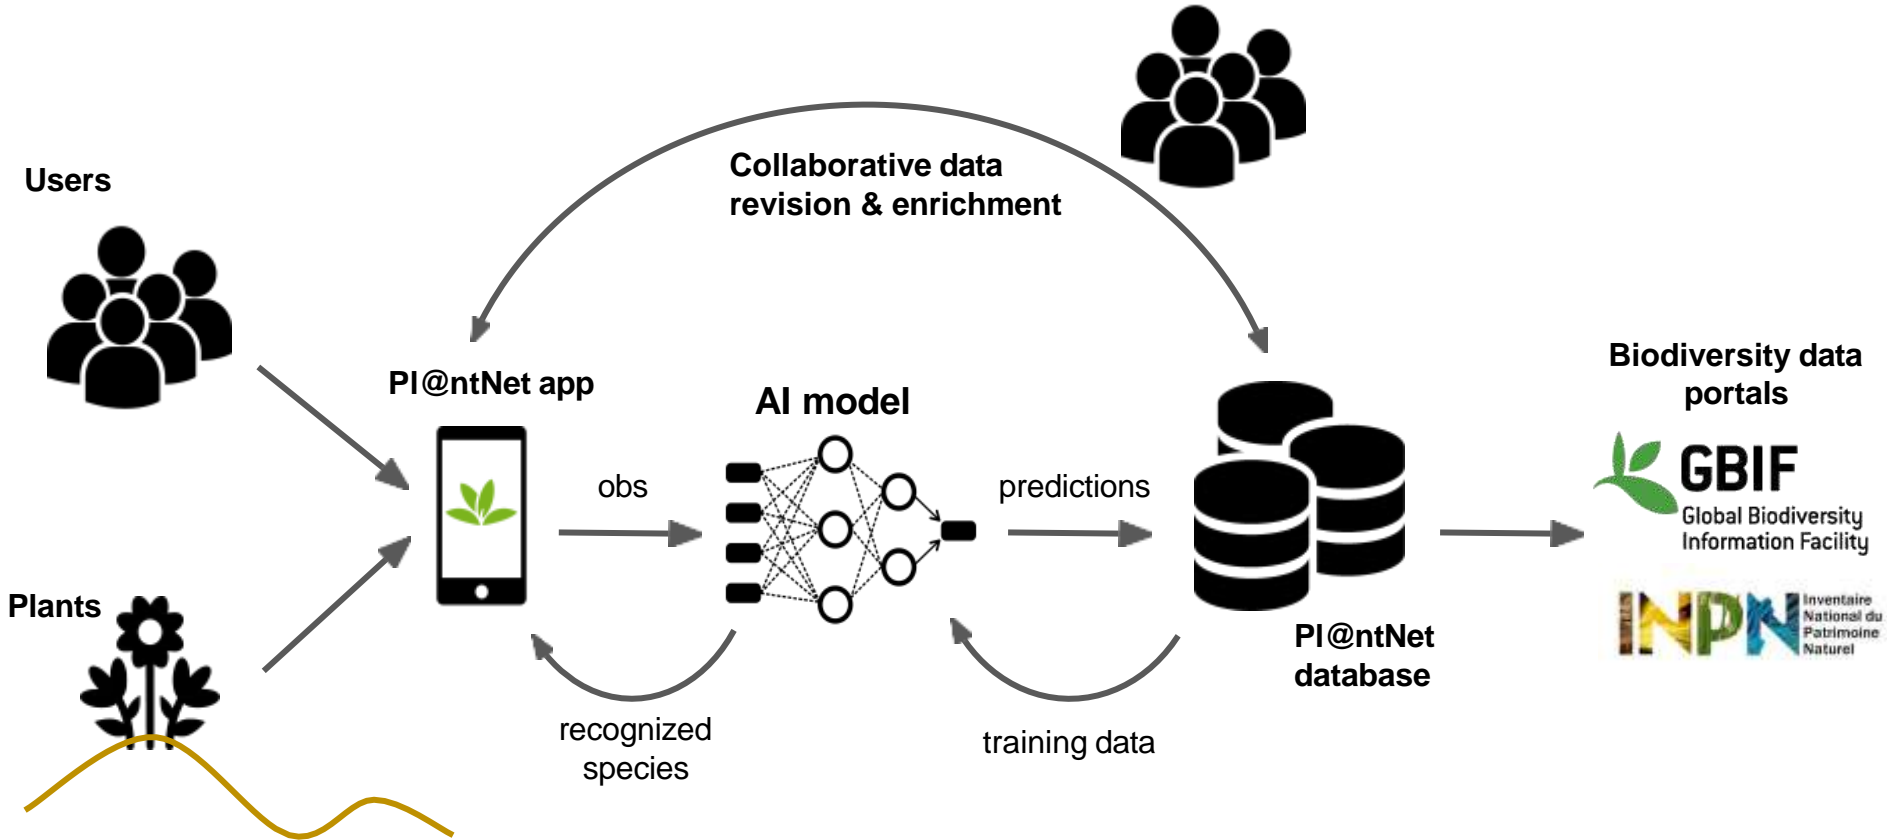 Collaborative data
revision & enrichment
Users
Pl@ntNet app
AI model
Biodiversity data
portals
obs
predictions
GBIF
Global Biodiversity
Information Facility
Plants
INPN
Inventaire
National du
Patrimoine
Naturel
Pl@ntNet
database
recognized
species
training data